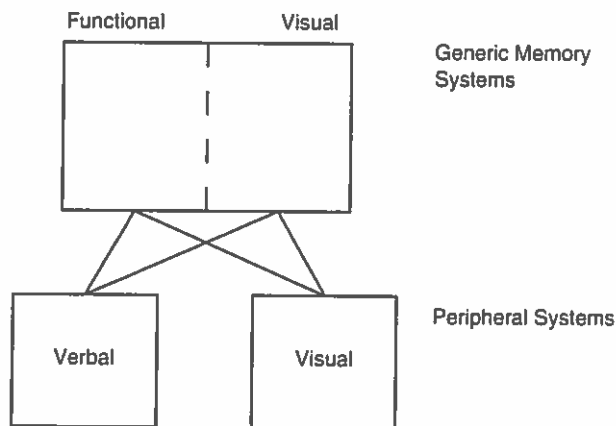 Functional
Visual
Generic Memory
Systems
Verbal
Visual
Peripheral Systems